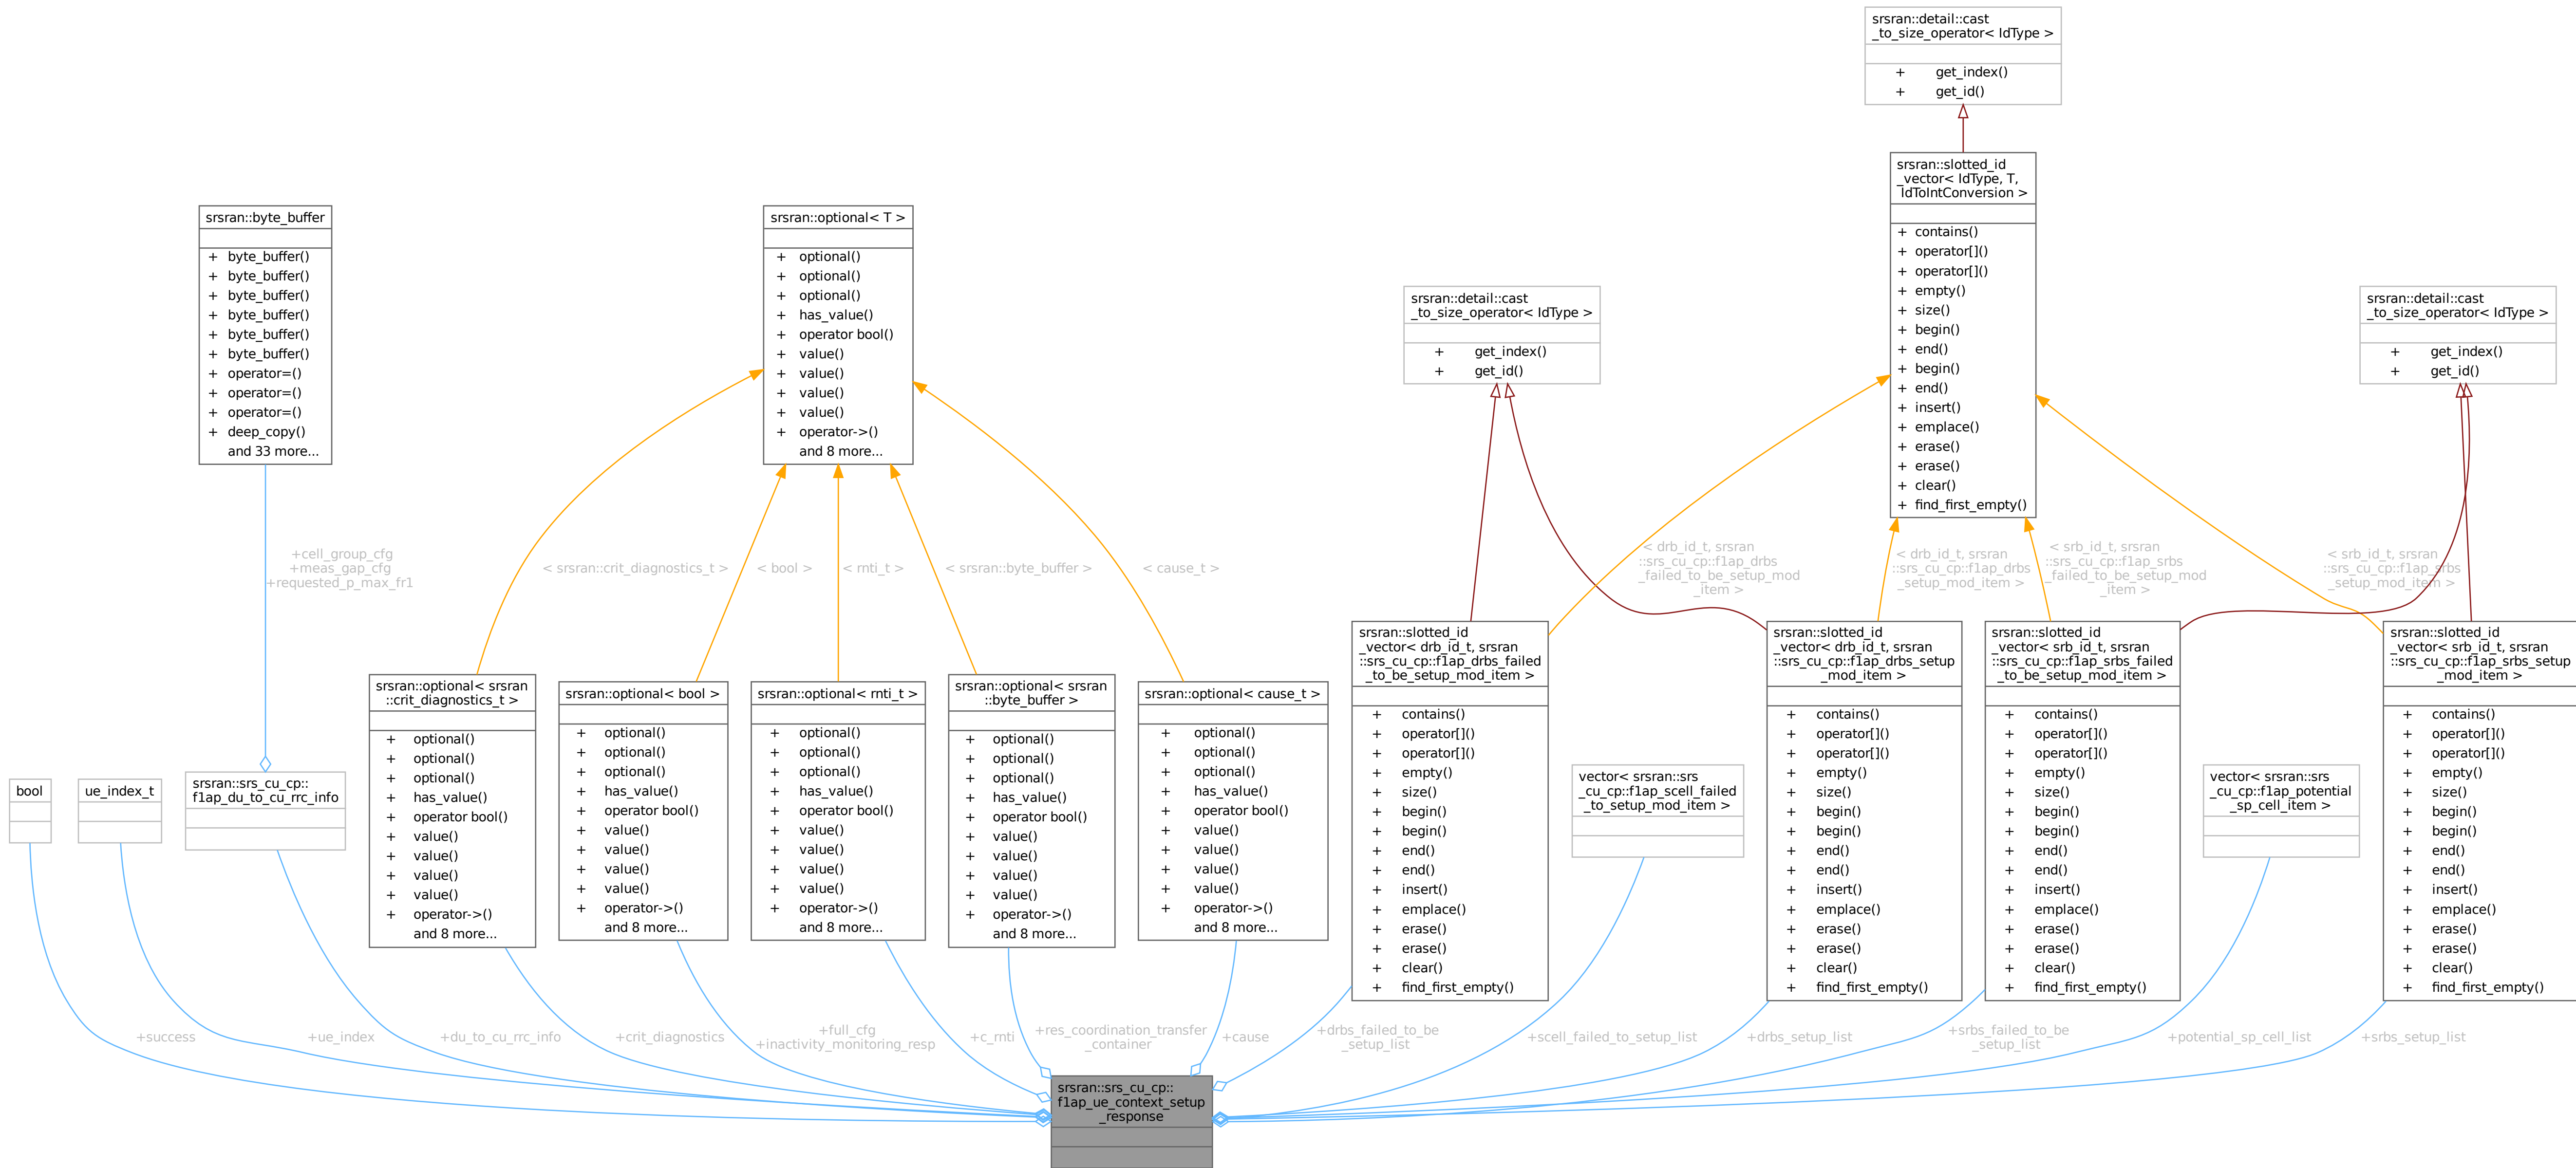 srsran::detail::cast
_to_size_operator< IdType >
+ get_index()
+ get_id()
srsran::slotted_id
_vector< IdType, T,
IdToIntConversion >
+ contains()
+ operator[]()
+ operator[]()
+ empty()
+ size()
+ begin()
+ end()
+ begin()
+ end()
+ insert()
+ emplace()
+ erase()
+ erase()
+ clear()
+ find_first_empty()
srsran::byte_buffer
+ byte_buffer()
+ byte_buffer()
+ byte_buffer()
+ byte_buffer()
+ byte_buffer()
+ byte_buffer()
+ operator=()
+ operator=()
+ operator=()
+ deep_copy()
and 33 more...
srsran::optional< T >
+ optional()
+ optional()
+ optional()
+ has_value()
+ operator bool()
+ value()
+ value()
+ value()
+ value()
+ operator->()
and 8 more...
srsran::detail::cast
_to_size_operator< IdType >
+ get_index()
+ get_id()
srsran::detail::cast
_to_size_operator< IdType >
+ get_index()
+ get_id()
+cell_group_cfg
+meas_gap_cfg
+requested_p_max_fr1
< srsran::crit_diagnostics_t >
< bool >
< rnti_t >
< srsran::byte_buffer >
< cause_t >
< drb_id_t, srsran
::srs_cu_cp::f1ap_drbs
_failed_to_be_setup_mod
_item >
< drb_id_t, srsran
::srs_cu_cp::f1ap_drbs
_setup_mod_item >
< srb_id_t, srsran
::srs_cu_cp::f1ap_srbs
_failed_to_be_setup_mod
_item >
< srb_id_t, srsran
::srs_cu_cp::f1ap_srbs
_setup_mod_item >
bool
ue_index_t
srsran::srs_cu_cp::
f1ap_du_to_cu_rrc_info
srsran::optional< srsran
::crit_diagnostics_t >
+ optional()
+ optional()
+ optional()
+ has_value()
+ operator bool()
+ value()
+ value()
+ value()
+ value()
+ operator->()
and 8 more...
srsran::optional< bool >
+ optional()
+ optional()
+ optional()
+ has_value()
+ operator bool()
+ value()
+ value()
+ value()
+ value()
+ operator->()
and 8 more...
srsran::optional< rnti_t >
+ optional()
+ optional()
+ optional()
+ has_value()
+ operator bool()
+ value()
+ value()
+ value()
+ value()
+ operator->()
and 8 more...
srsran::optional< srsran
::byte_buffer >
+ optional()
+ optional()
+ optional()
+ has_value()
+ operator bool()
+ value()
+ value()
+ value()
+ value()
+ operator->()
and 8 more...
srsran::optional< cause_t >
+ optional()
+ optional()
+ optional()
+ has_value()
+ operator bool()
+ value()
+ value()
+ value()
+ value()
+ operator->()
and 8 more...
srsran::slotted_id
_vector< drb_id_t, srsran
::srs_cu_cp::f1ap_drbs_failed
_to_be_setup_mod_item >
+ contains()
+ operator[]()
+ operator[]()
+ empty()
+ size()
+ begin()
+ begin()
+ end()
+ end()
+ insert()
+ emplace()
+ erase()
+ erase()
+ clear()
+ find_first_empty()
vector< srsran::srs
_cu_cp::f1ap_scell_failed
_to_setup_mod_item >
srsran::slotted_id
_vector< drb_id_t, srsran
::srs_cu_cp::f1ap_drbs_setup
_mod_item >
+ contains()
+ operator[]()
+ operator[]()
+ empty()
+ size()
+ begin()
+ begin()
+ end()
+ end()
+ insert()
+ emplace()
+ erase()
+ erase()
+ clear()
+ find_first_empty()
srsran::slotted_id
_vector< srb_id_t, srsran
::srs_cu_cp::f1ap_srbs_failed
_to_be_setup_mod_item >
+ contains()
+ operator[]()
+ operator[]()
+ empty()
+ size()
+ begin()
+ begin()
+ end()
+ end()
+ insert()
+ emplace()
+ erase()
+ erase()
+ clear()
+ find_first_empty()
vector< srsran::srs
_cu_cp::f1ap_potential
_sp_cell_item >
srsran::slotted_id
_vector< srb_id_t, srsran
::srs_cu_cp::f1ap_srbs_setup
_mod_item >
+ contains()
+ operator[]()
+ operator[]()
+ empty()
+ size()
+ begin()
+ begin()
+ end()
+ end()
+ insert()
+ emplace()
+ erase()
+ erase()
+ clear()
+ find_first_empty()
+success
+ue_index
+du_to_cu_rrc_info
+crit_diagnostics
+full_cfg
+inactivity_monitoring_resp
+c_rnti
+res_coordination_transfer
_container
+cause
+drbs_failed_to_be
_setup_list
+scell_failed_to_setup_list
+drbs_setup_list
+srbs_failed_to_be
_setup_list
+potential_sp_cell_list
+srbs_setup_list
srsran::srs_cu_cp::
f1ap_ue_context_setup
_response